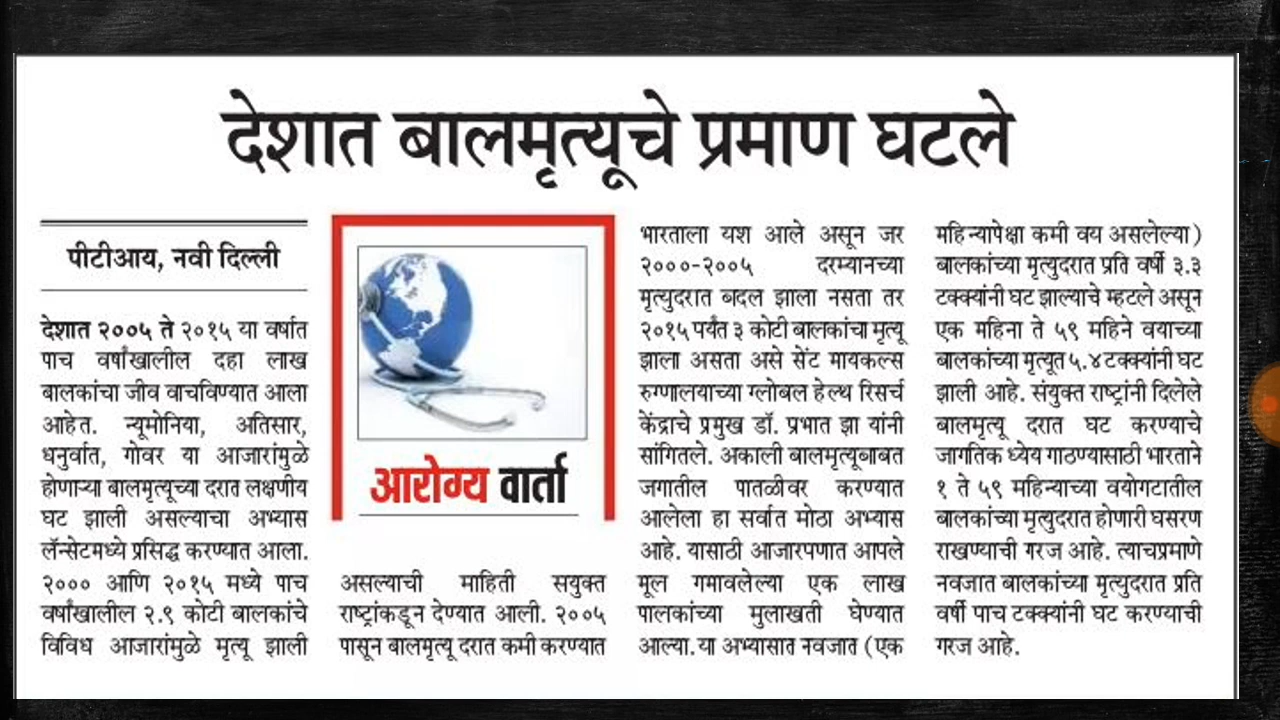 देशात बालमृत्यूचे प्रमाण घटले
पीटीआय, नवी दिल्ली
देशात २००५ ते २०१५ या वर्षात
पाच वर्षांखालील दहा लाख
बालकांचा जीव वाचविण्यात आला
आहेत. न्यूमोनिया, अतिसार,
धनुर्वात, गोवर या आजारांमुळे
होणाऱ्या बालमृत्यूच्या दरात लक्षणीय
घट झाली असल्याचा अभ्यास
लॅन्सेटमध्ये प्रसिद्ध करण्यात आला.
२००० आणि २०१५ मध्ये पाच
वर्षांखालील २.९ कोटी बालकांचे
विविध आजारांमुळे मृत्यू झाली
आरोग्य वार्ता
असल्याची माहिती संयुक्त
राष्ट्रांकडून देण्यात आली. २००५
पासून बालमृत्यू दरात कमी करण्यात
भारताला यश आले असून जर
२०००-२००५ दरम्यानच्या
मृत्युदरात बदल झाला नसता तर
२०१५ पर्यंत ३ कोटी बालकांचा मृत्यू
झाला असता असे सेंट मायकल्स
रुग्णालयाच्या ग्लोबल हेल्थ रिसर्च
केंद्राचे प्रमुख डॉ. प्रभात झा यांनी
सांगितले. अकाली बालमृत्यूबाबत
जगातील पातळीवर करण्यात
आलेला हा सर्वात मोठा अभ्यास
आहे. यासाठी आजारपणात आपले
मूल गमावलेल्या एक लाख
पालकांच्या मुलाखती घेण्यात
आल्या. या अभ्यासात नवजात (एक
महिन्यापेक्षा कमी वय असलेल्या)
बालकांच्या मृत्युदरात प्रति वर्षी ३.३
टक्क्यांनी घट झाल्याचे म्हटले असून
एक महिना ते ५९ महिने वयाच्या
बालकांच्या मृत्यूत ५.४ टक्क्यांनी घट
झाली आहे. संयुक्त राष्ट्रांनी दिलेले
बालमृत्यू दरात घट करण्याचे
जागतिक ध्येय गाठण्यासाठी भारताने
१ ते ५९ महिन्याच्या वयोगटातील
बालकांच्या मृत्युदरात होणारी घसरण
राखण्याची गरज आहे. त्याचप्रमाणे
नवजात बालकांच्या मृत्युदरात प्रति
वर्षी पाच टक्क्यांनी घट करण्याची
गरज आहे.